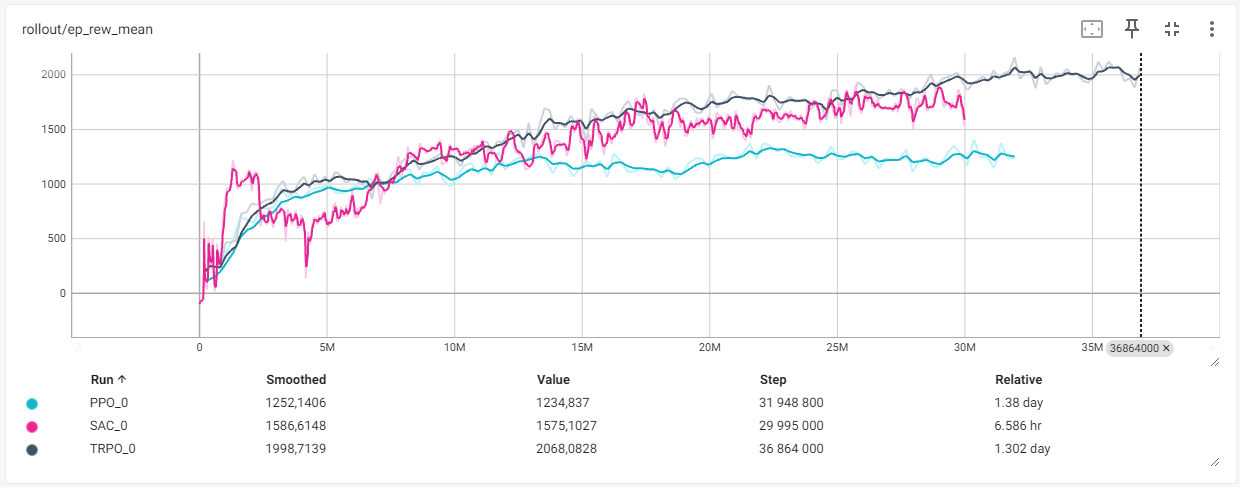 rollout/ep_rew_mean
2000
1500
1000
500
0
0 5M 10M 15M 20M 25M 30M 35M 36864000 ✕
Run ↑ Smoothed Value Step Relative
PPO_0 1252,1406 1234,837 31 948 800 1.38 day
SAC_0 1586,6148 1575,1027 29 995 000 6.586 hr
TRPO_0 1998,7139 2068,0828 36 864 000 1.302 day